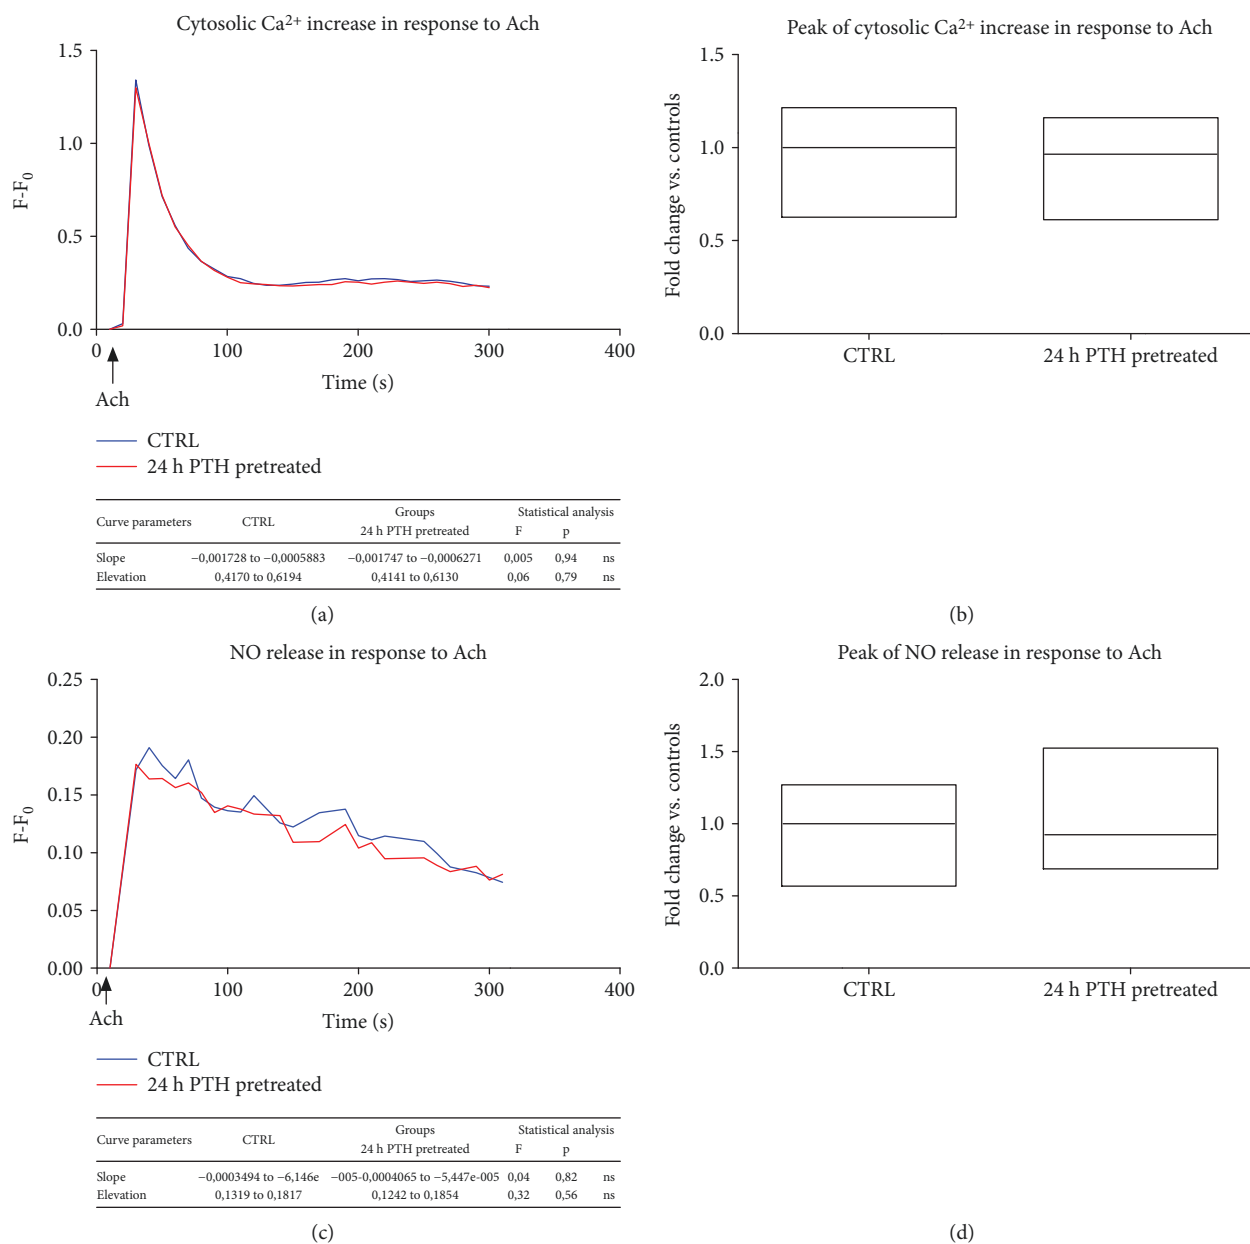 Cytosolic Ca2+ increase in response to Ach
1.5
1.0
0.5
0.0
F-F0
0
100
200
300
400
Time (s)
Ach
CTRL
24 h PTH pretreated
Curve parameters CTRL Groups Statistical analysis
24 h PTH pretreated F p
Slope −0,001728 to −0,0005883 −0,001747 to −0,0006271 0,005 0,94 ns
Elevation 0,4170 to 0,6194 0,4141 to 0,6130 0,06 0,79 ns
(a)
Peak of cytosolic Ca2+ increase in response to Ach
1.5
1.0
0.5
0.0
Fold change vs. controls
CTRL
24 h PTH pretreated
(b)
NO release in response to Ach
0.25
0.20
0.15
0.10
0.05
0.00
F-F0
0
100
200
300
400
Time (s)
Ach
CTRL
24 h PTH pretreated
Curve parameters CTRL Groups Statistical analysis
24 h PTH pretreated F p
Slope −0,0003494 to −6,146e −005-0,0004065 to −5,447e-005 0,04 0,82 ns
Elevation 0,1319 to 0,1817 0,1242 to 0,1854 0,32 0,56 ns
(c)
Peak of NO release in response to Ach
2.0
1.5
1.0
0.5
0.0
Fold change vs. controls
CTRL
24 h PTH pretreated
(d)